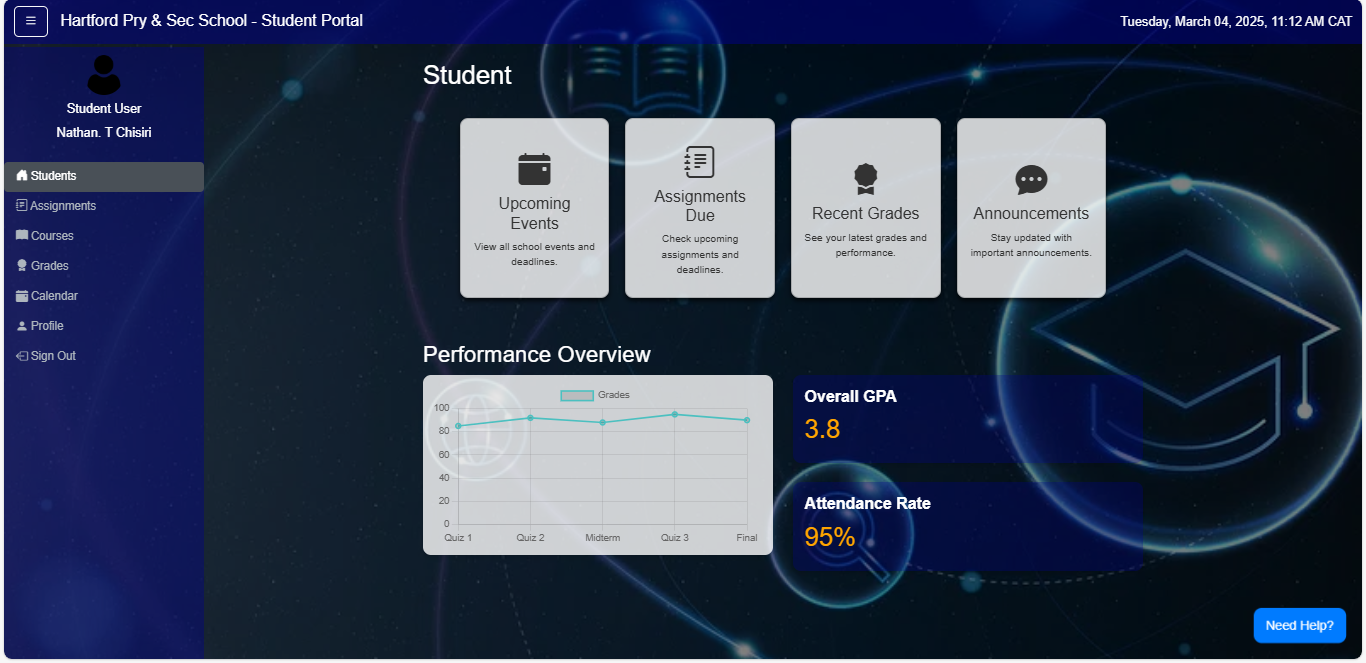 Hartford Pry & Sec School - Student Portal
Tuesday, March 04, 2025, 11:12 AM CAT
Student User
Nathan. T Chisiri
Students
Assignments
Courses
Grades
Calendar
Profile
Sign Out
Student
Upcoming
Events
View all school events and
deadlines.
Assignments
Due
Check upcoming
assignments and
deadlines.
Recent Grades
See your latest grades and
performance.
Announcements
Stay updated with
important announcements.
Performance Overview
Grades
100
80
60
40
20
0
Quiz 1 Quiz 2 Midterm Quiz 3 Final
Overall GPA
3.8
Attendance Rate
95%
Need Help?